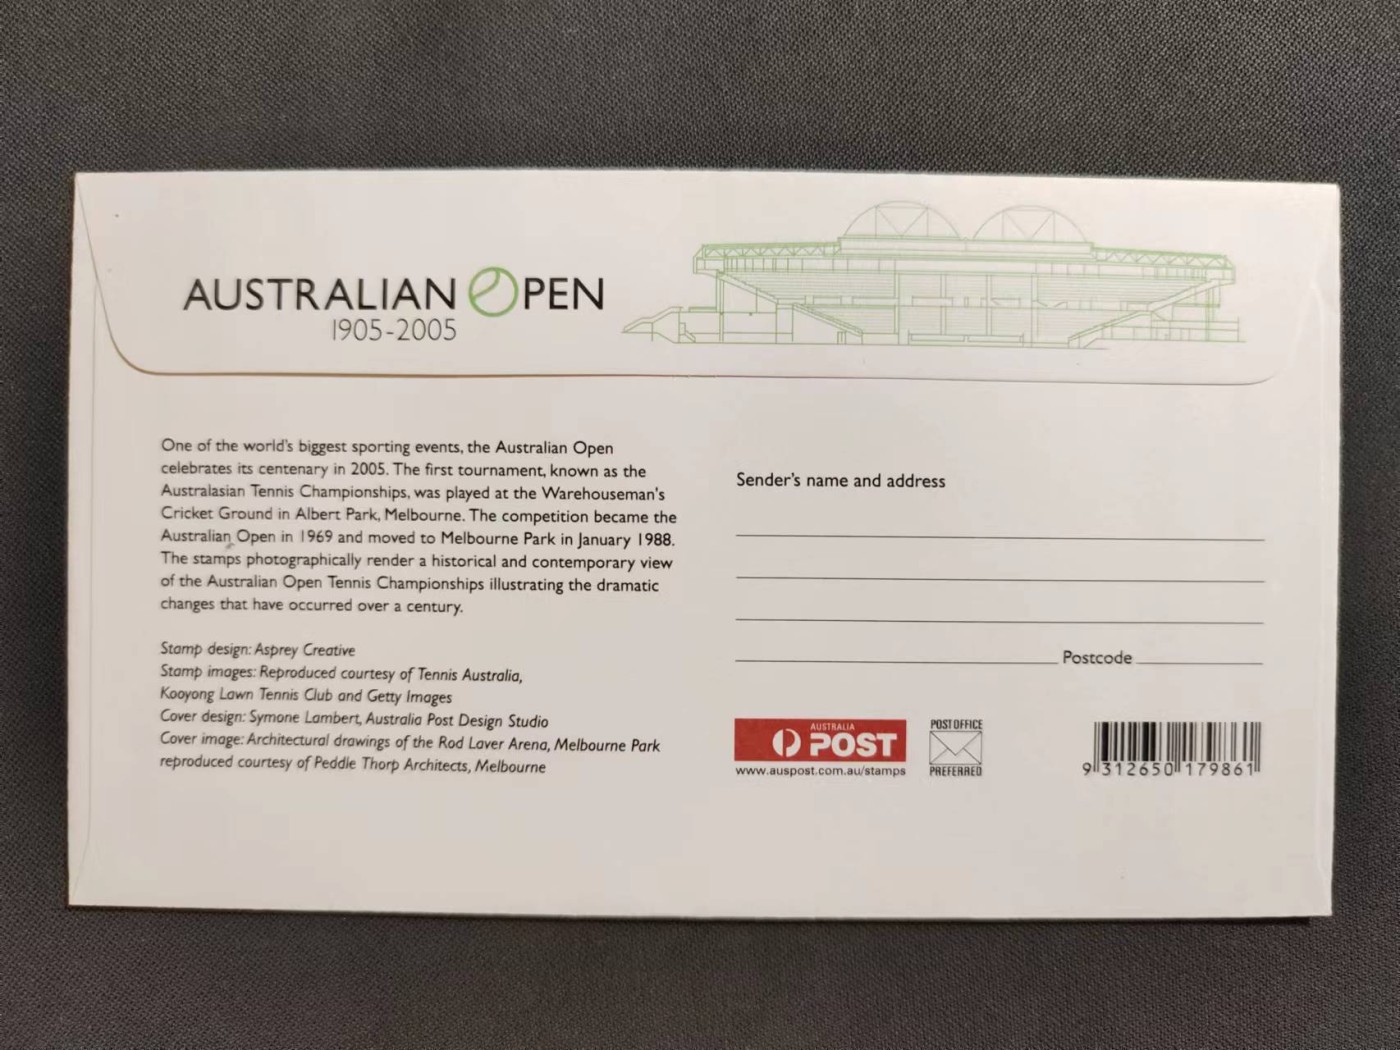 AUSTRALIAN OPEN
1905-2005
One of the world's biggest sporting events, the Australian Open
celebrates its centenary in 2005. The first tournament, known as the
Australasian Tennis Championships, was played at the Warehouseman's
Cricket Ground in Albert Park, Melbourne. The competition became the
Australian Open in 1969 and moved to Melbourne Park in January 1988.
The stamps photographically render a historical and contemporary view
of the Australian Open Tennis Championships illustrating the dramatic
changes that have occurred over a century.
Stamp design: Asprey Creative
Stamp images: Reproduced courtesy of Tennis Australia,
Kooyong Lawn Tennis Club and Getty Images
Cover design: Symone Lambert, Australia Post Design Studio
Cover image: Architectural drawings of the Rod Laver Arena, Melbourne Park
reproduced courtesy of Peddle Thorp Architects, Melbourne
Sender's name and address
Postcode
AUSTRALIA
POST
www.auspost.com.au/stamps
POST OFFICE
PREFERRED
9 312650 179861